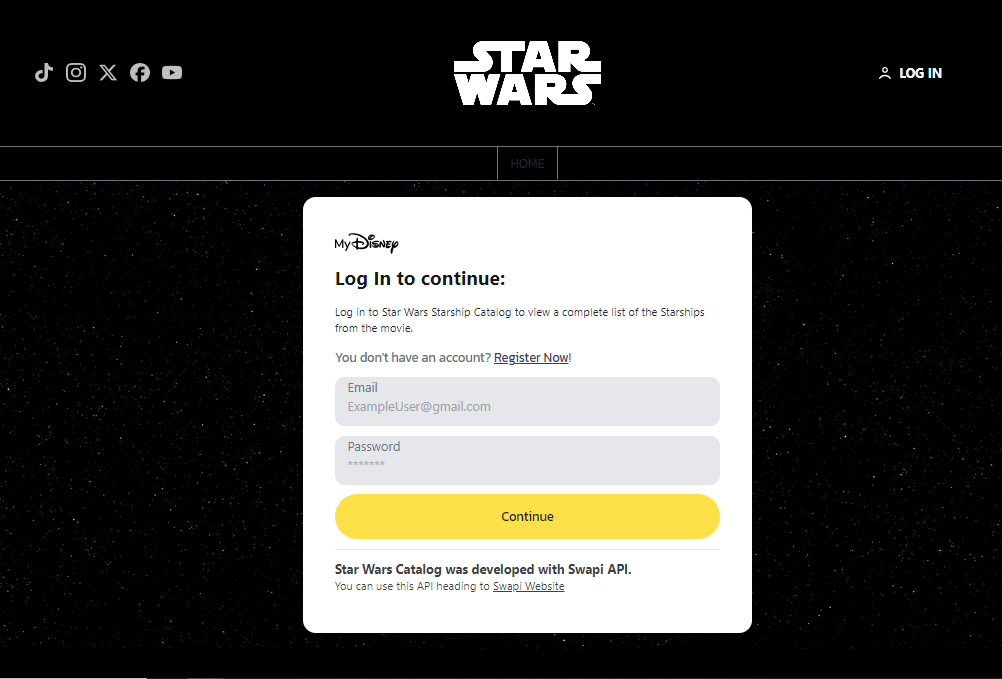 STAR
WARS
LOG IN
HOME
My Disney
Log In to continue:
Log in to Star Wars Starship Catalog to view a complete list of the Starships
from the movie.
You don't have an account? Register Now!
Email
ExampleUser@gmail.com
Password
*******
Continue
Star Wars Catalog was developed with Swapi API.
You can use this API heading to Swapi Website